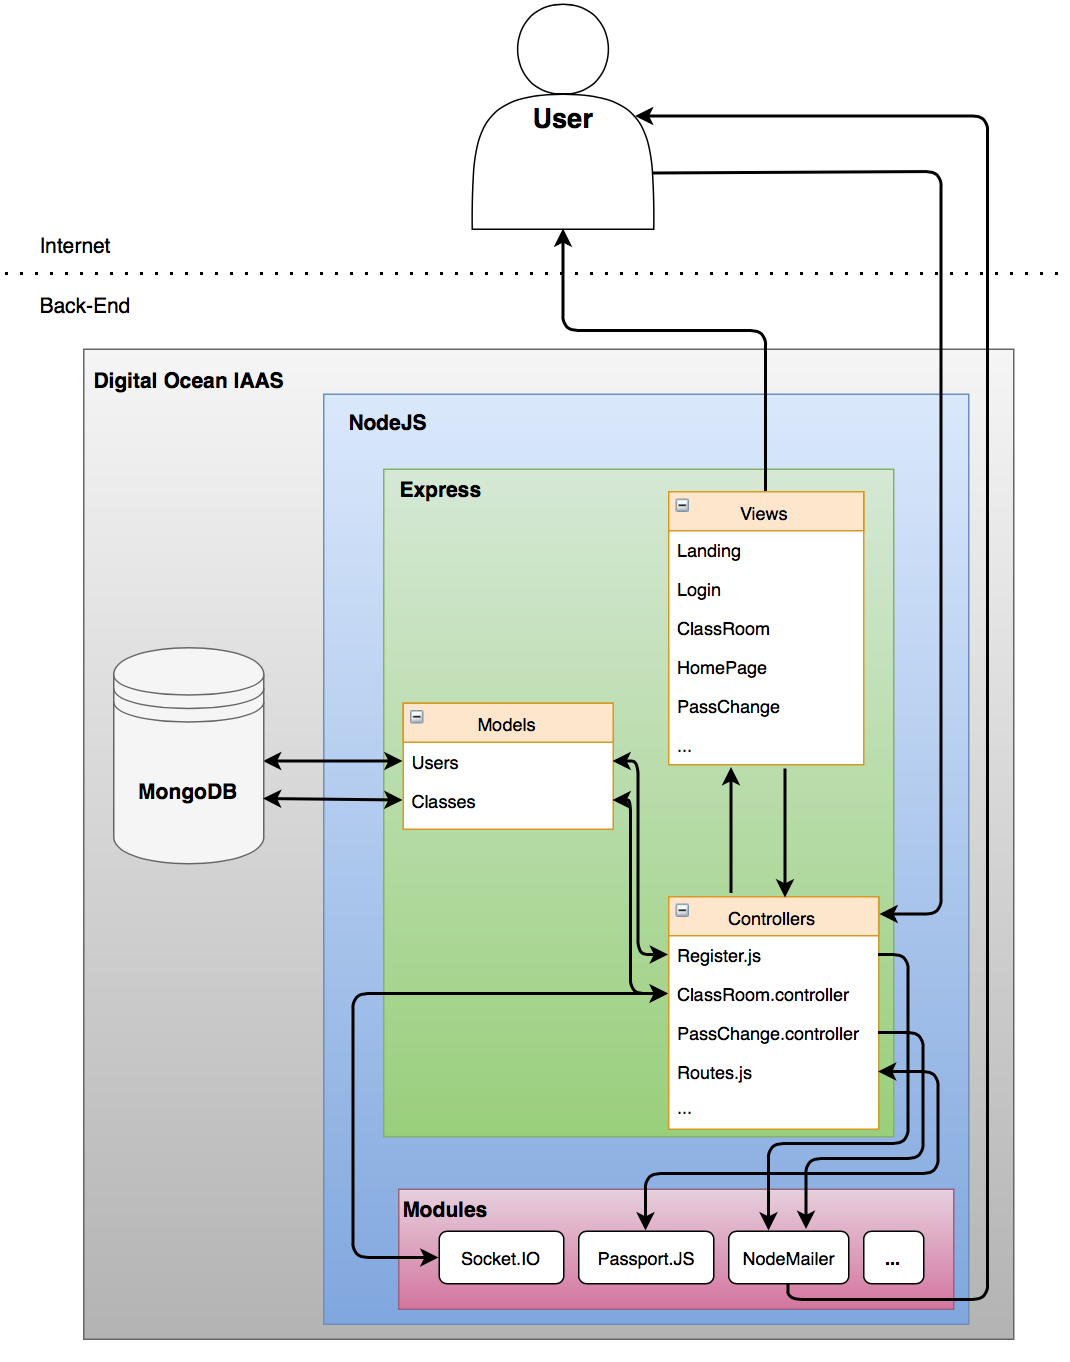 User
Internet
Back-End
Digital Ocean IAAS
NodeJS
Express
Views
Landing
Login
ClassRoom
HomePage
PassChange
...
Models
Users
Classes
MongoDB
Controllers
Register.js
ClassRoom.controller
PassChange.controller
Routes.js
...
Modules
Socket.IO
Passport.JS
NodeMailer
...